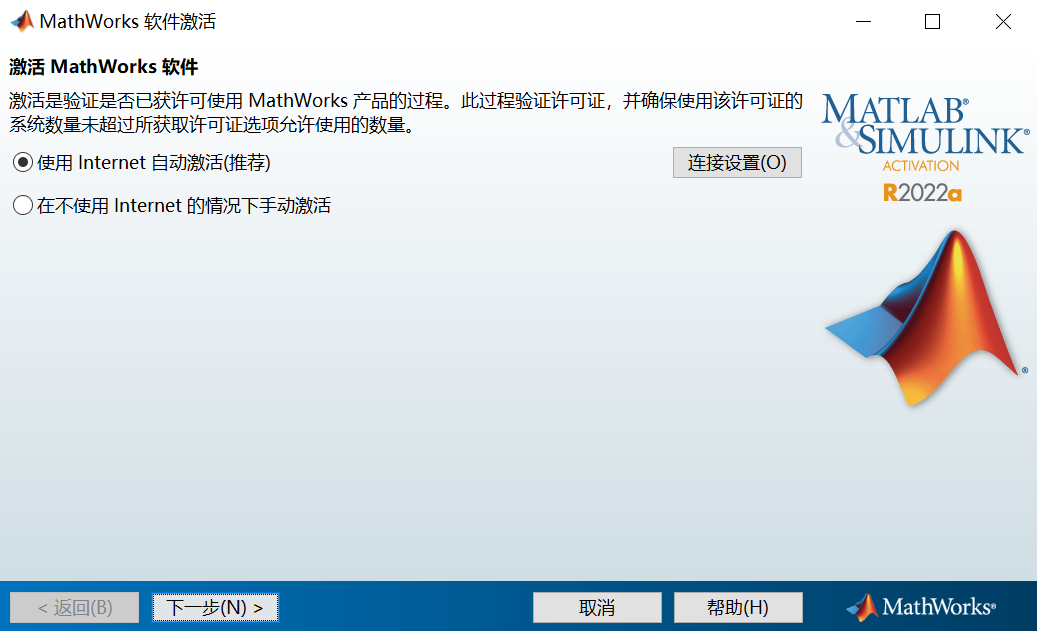 MathWorks 软件激活
激活 MathWorks 软件
激活是验证是否已获许可使用 MathWorks 产品的过程。此过程验证许可证，并确保使用该许可证的
系统数量未超过所获取许可证选项允许使用的数量。
使用 Internet 自动激活(推荐)
连接设置(O)
在不使用 Internet 的情况下手动激活
MATLAB®
&SIMULINK®
ACTIVATION
R2022a
®
< 返回(B)
下一步(N) >
取消
帮助(H)
MathWorks®